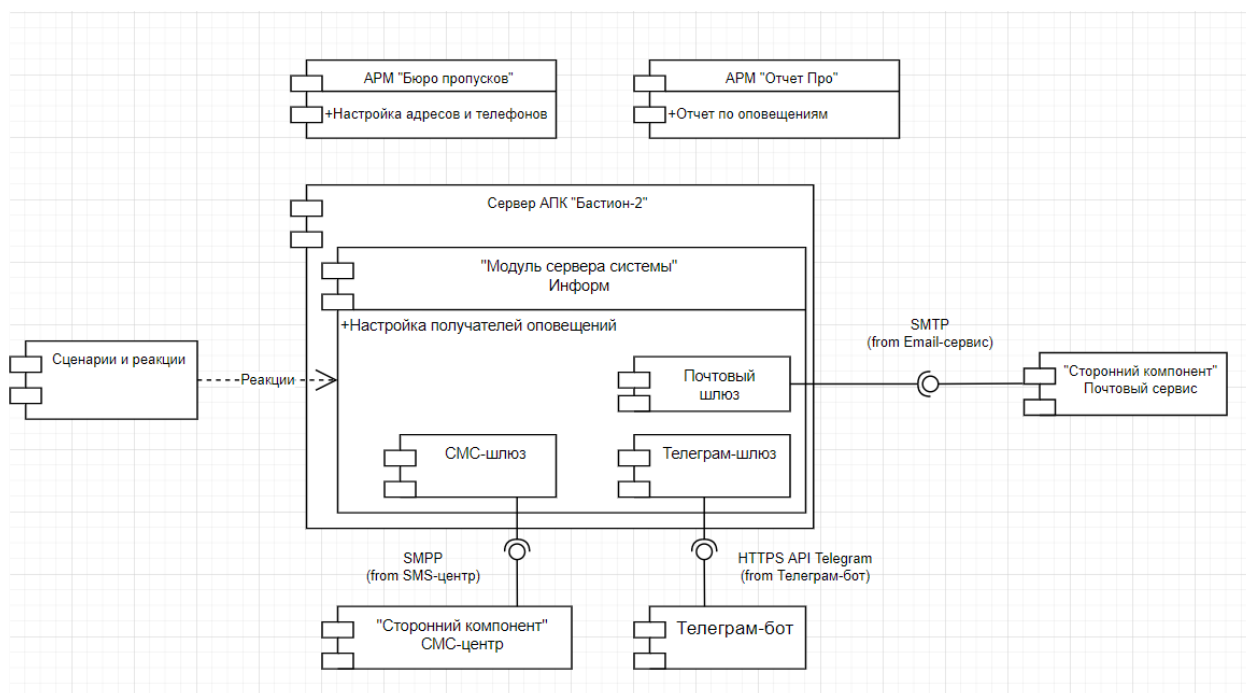 АРМ "Бюро пропусков"
+Настройка адресов и телефонов
АРМ "Отчет Про"
+Отчет по оповещениям
Сервер АПК "Бастион-2"
"Модуль сервера системы"
Информ
+Настройка получателей оповещений
Сценарии и реакции
Реакции
Почтовый
шлюз
SMTP
(from Email-сервис)
"Сторонний компонент"
Почтовый сервис
СМС-шлюз
Телеграм-шлюз
SMPP
(from SMS-центр)
HTTPS API Telegram
(from Телеграм-бот)
"Сторонний компонент"
СМС-центр
Телеграм-бот